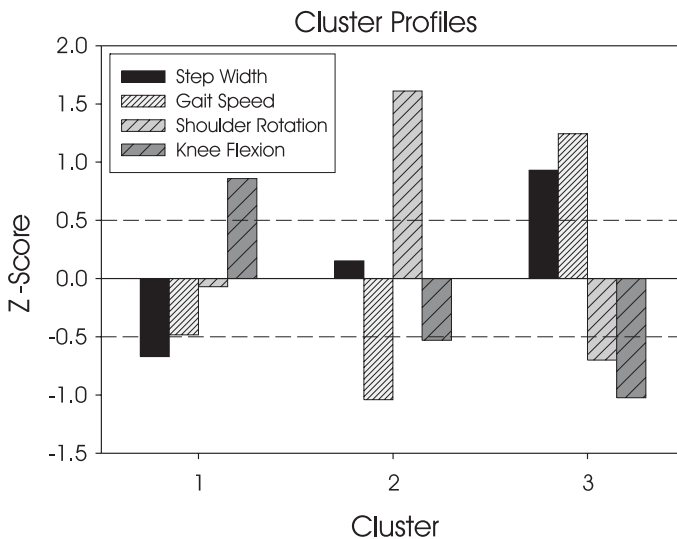 Cluster Profiles
2.0
1.5
1.0
0.5
0.0
-0.5
-1.0
-1.5
Z -Score
Step Width
Gait Speed
Shoulder Rotation
Knee Flexion
1 2 3
Cluster